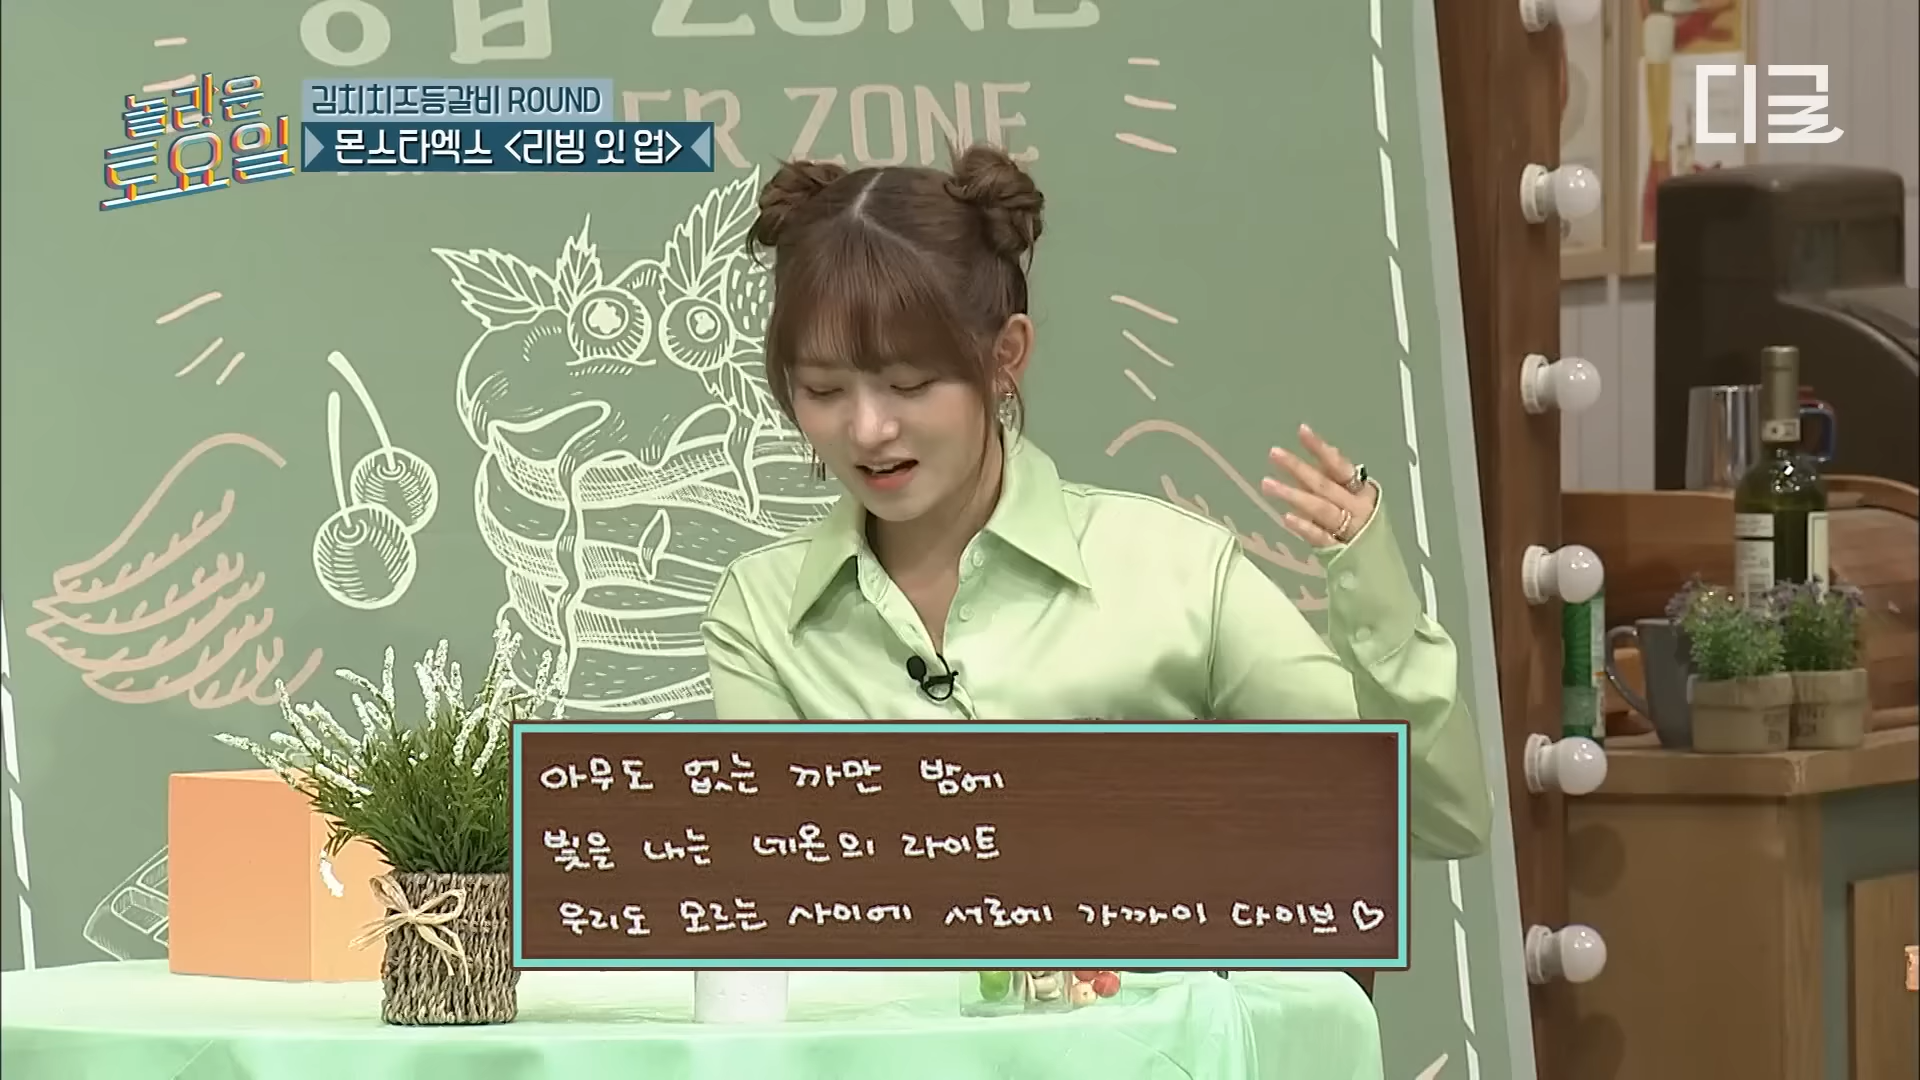 답 ZONE
ER ZONE
놀라운
토요일
김치치즈등갈비 ROUND
몬스타엑스 <리빙 잇 업>
디글
아무도 없는 까만 밤에
빛을 내는 네온의 라이트
우리도 모르는 사이에 서로에 가까이 다이브♡